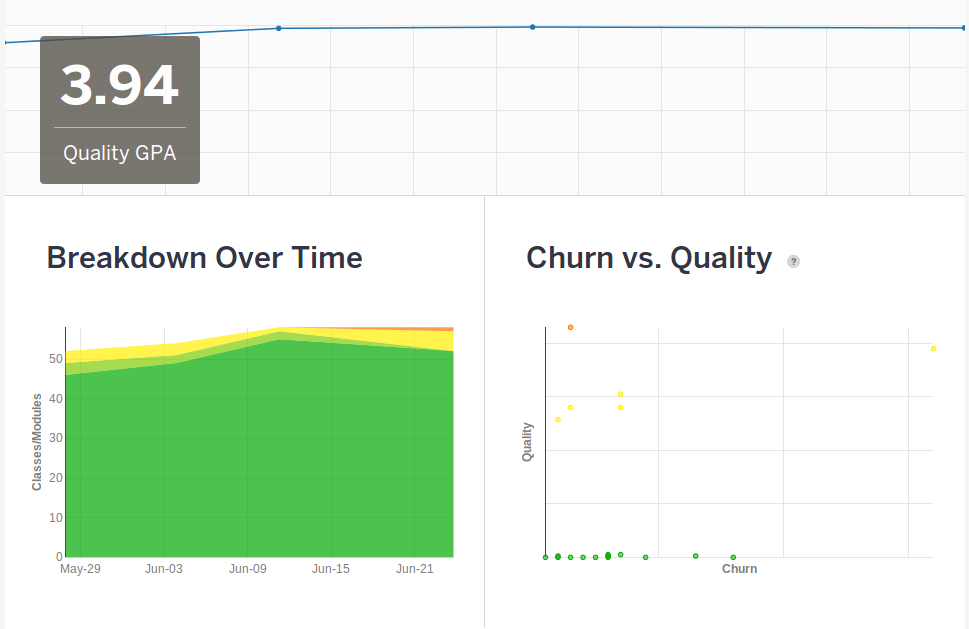 3.94
Quality GPA
Breakdown Over Time
Classes/Modules
50
40
30
20
10
0
May-29 Jun-03 Jun-09 Jun-15 Jun-21
Churn vs. Quality ?
Quality
Churn